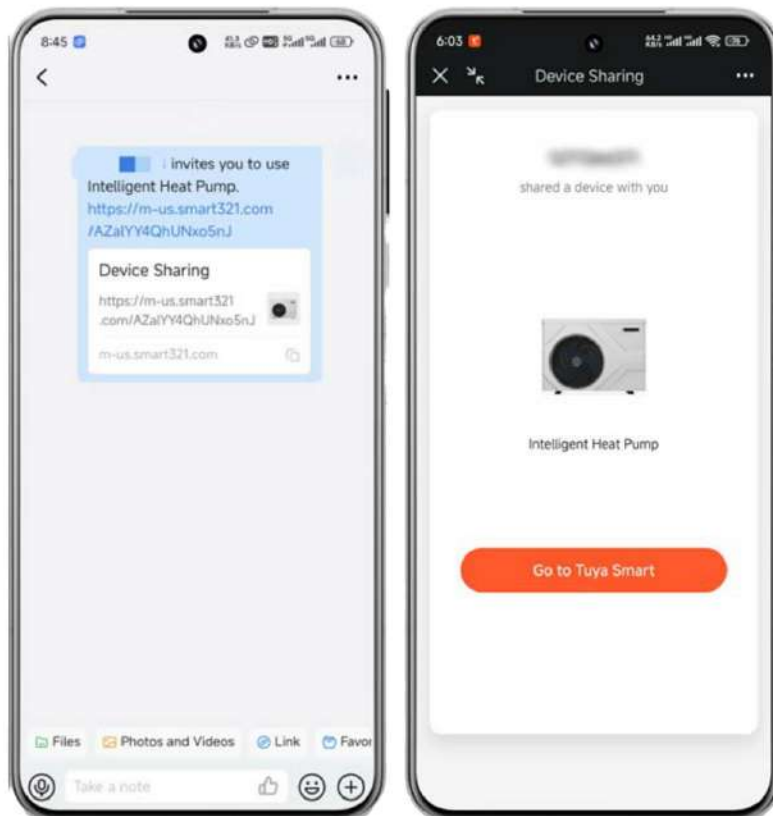 8:45
invites you to use
Intelligent Heat Pump.
https://m-us.smart321.com
/AZaIYY4QhUNxo5nJ
Device Sharing
https://m-us.smart321
.com/AZaIYY4QhUNxo5nJ
m-us.smart321.com
Files
Photos and Videos
Link
Favor
Take a note
6:03
Device Sharing
shared a device with you
Intelligent Heat Pump
Go to Tuya Smart